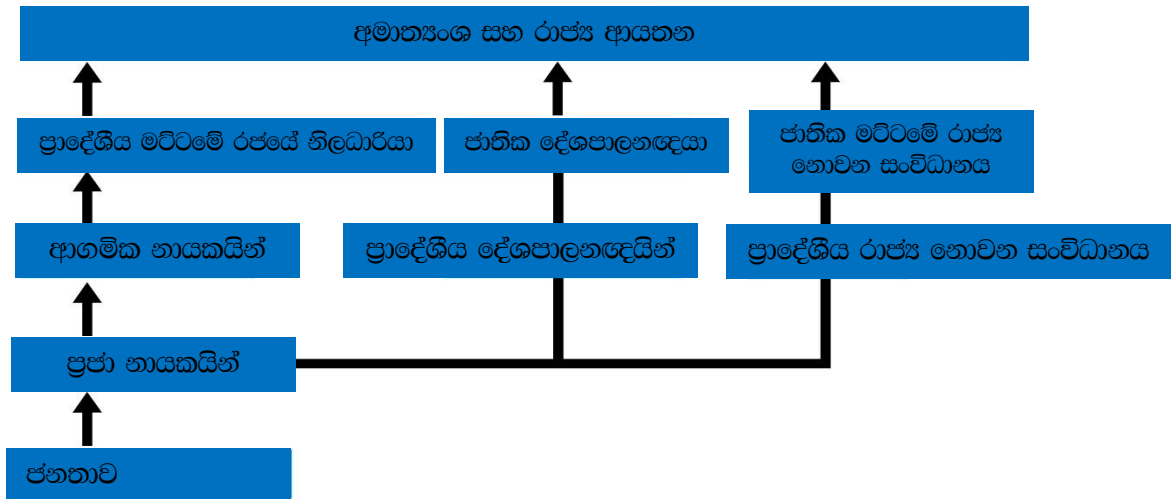 අමාත්‍යංශ සහ රාජ්‍ය ආයතන
ප්‍රාදේශීය මට්ටමේ රජයේ නිලධාරියා
ජාතික දේශපාලනඥයා
ජාතික මට්ටමේ රාජ්‍ය
නොවන සංවිධානය
ආගමික නායකයින්
ප්‍රාදේශීය දේශපාලනඥයින්
ප්‍රාදේශීය රාජ්‍ය නොවන සංවිධානය
ප්‍රජා නායකයින්
ජනතාව